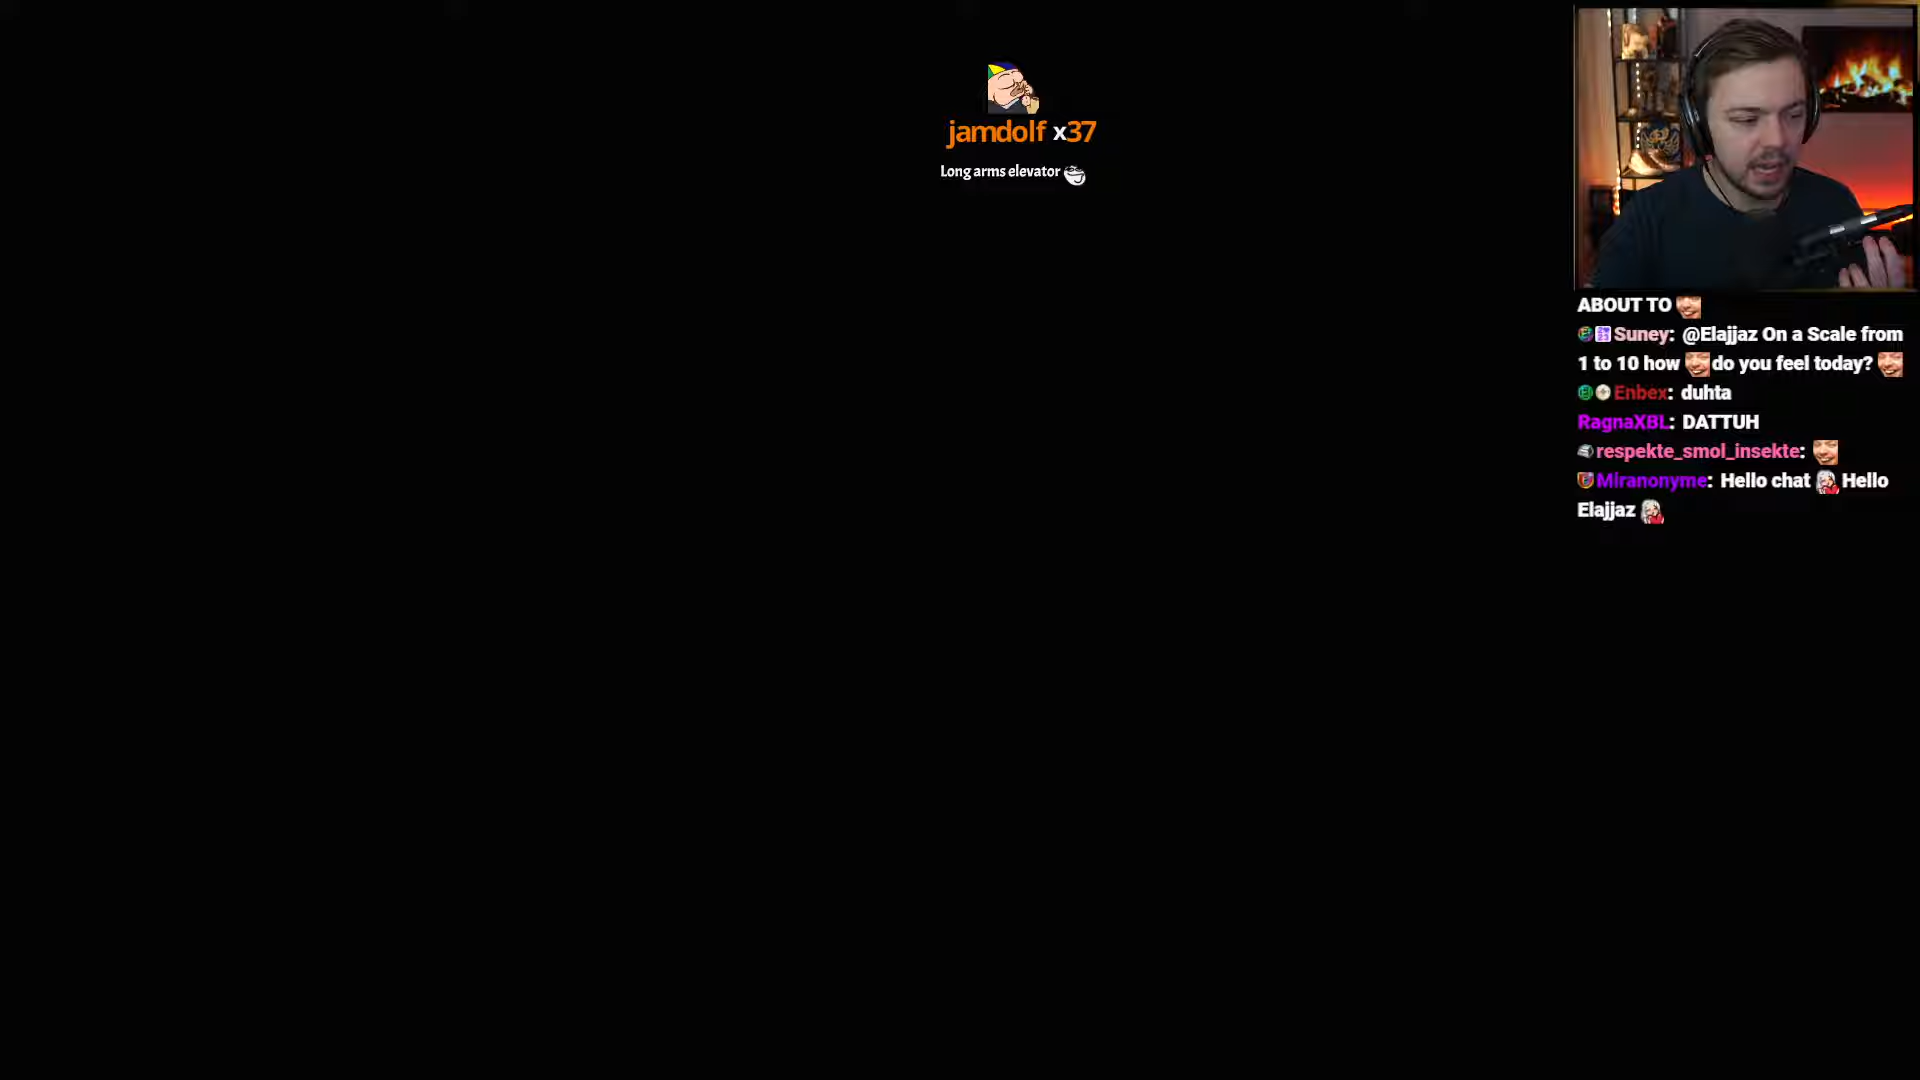 jamdolf x37
Long arms elevator
ABOUT TO
Suney: @Elajjaz On a Scale from
1 to 10 how do you feel today?
Enbex: duhta
RagnaXBL: DATTUH
respekte_smol_insekte:
Miranonyme: Hello chat Hello
Elajjaz